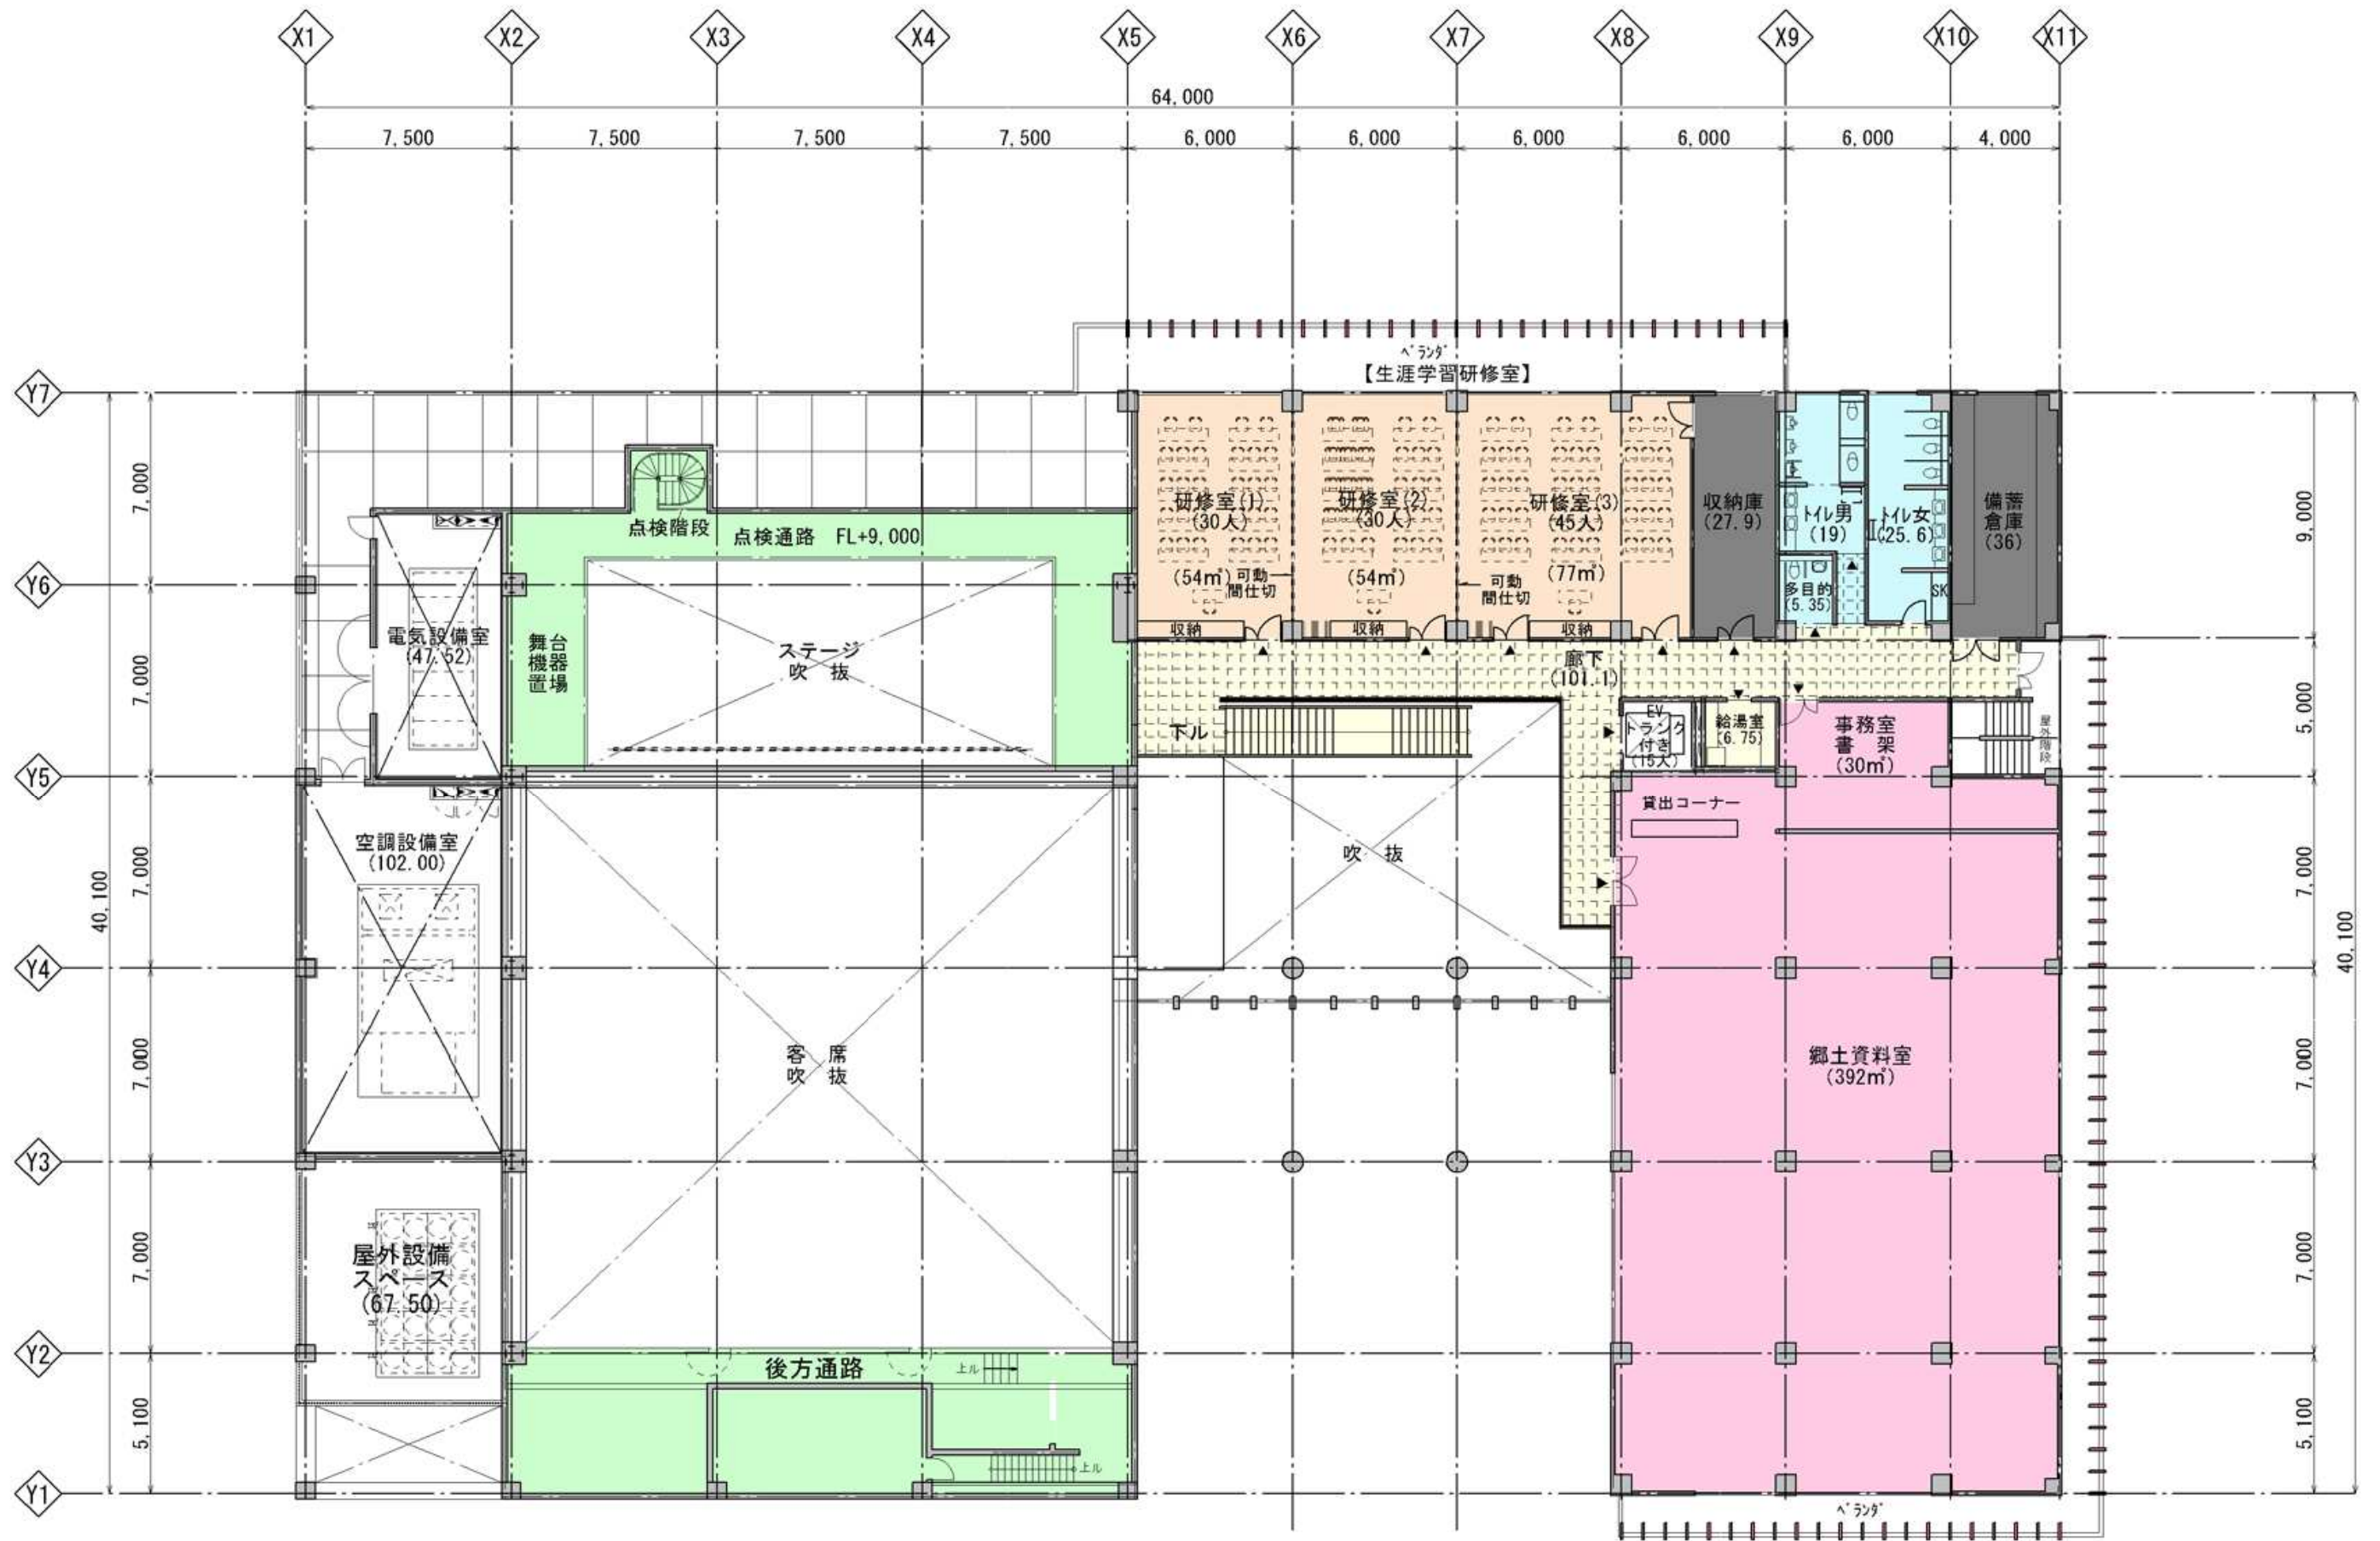 X1 X2 X3 X4 X5 X6 X7 X8 X9 X10 X11
64,000
7,500 7,500 7,500 7,500 6,000 6,000 6,000 6,000 6,000 4,000
ﾍﾞﾗﾝﾀﾞ
【生涯学習研修室】
Y7
Y6
Y5
Y4
Y3
Y2
Y1
40,100
7,000
7,000
7,000
7,000
7,000
5,100
点検階段
点検通路 FL+9,000
電気設備室
(47.52)
舞台
機器
置場
ステージ
吹 抜
空調設備室
(102.00)
客 席
吹 抜
屋外設備
スペース
(67.50)
後方通路
上ル
上ル
研修室(1)
(30人)
(54㎡)
可動
間仕切
収納
研修室(2)
(30人)
(54㎡)
可動
間仕切
収納
研修室(3)
(45人)
(77㎡)
収納
収納庫
(27.9)
ﾄｲﾚ男
(19)
ﾄｲﾚ女
(25.6)
多目的
(5.35)
SK
備蓄
倉庫
(36)
廊下
(101.1)
下ル
EV
トランク
付き
(15人)
給湯室
(6.75)
事務室
書 架
(30㎡)
屋外階段
貸出コーナー
吹 抜
郷土資料室
(392㎡)
ﾍﾞﾗﾝﾀﾞ
9,000
5,000
7,000
7,000
7,000
5,100
40,100